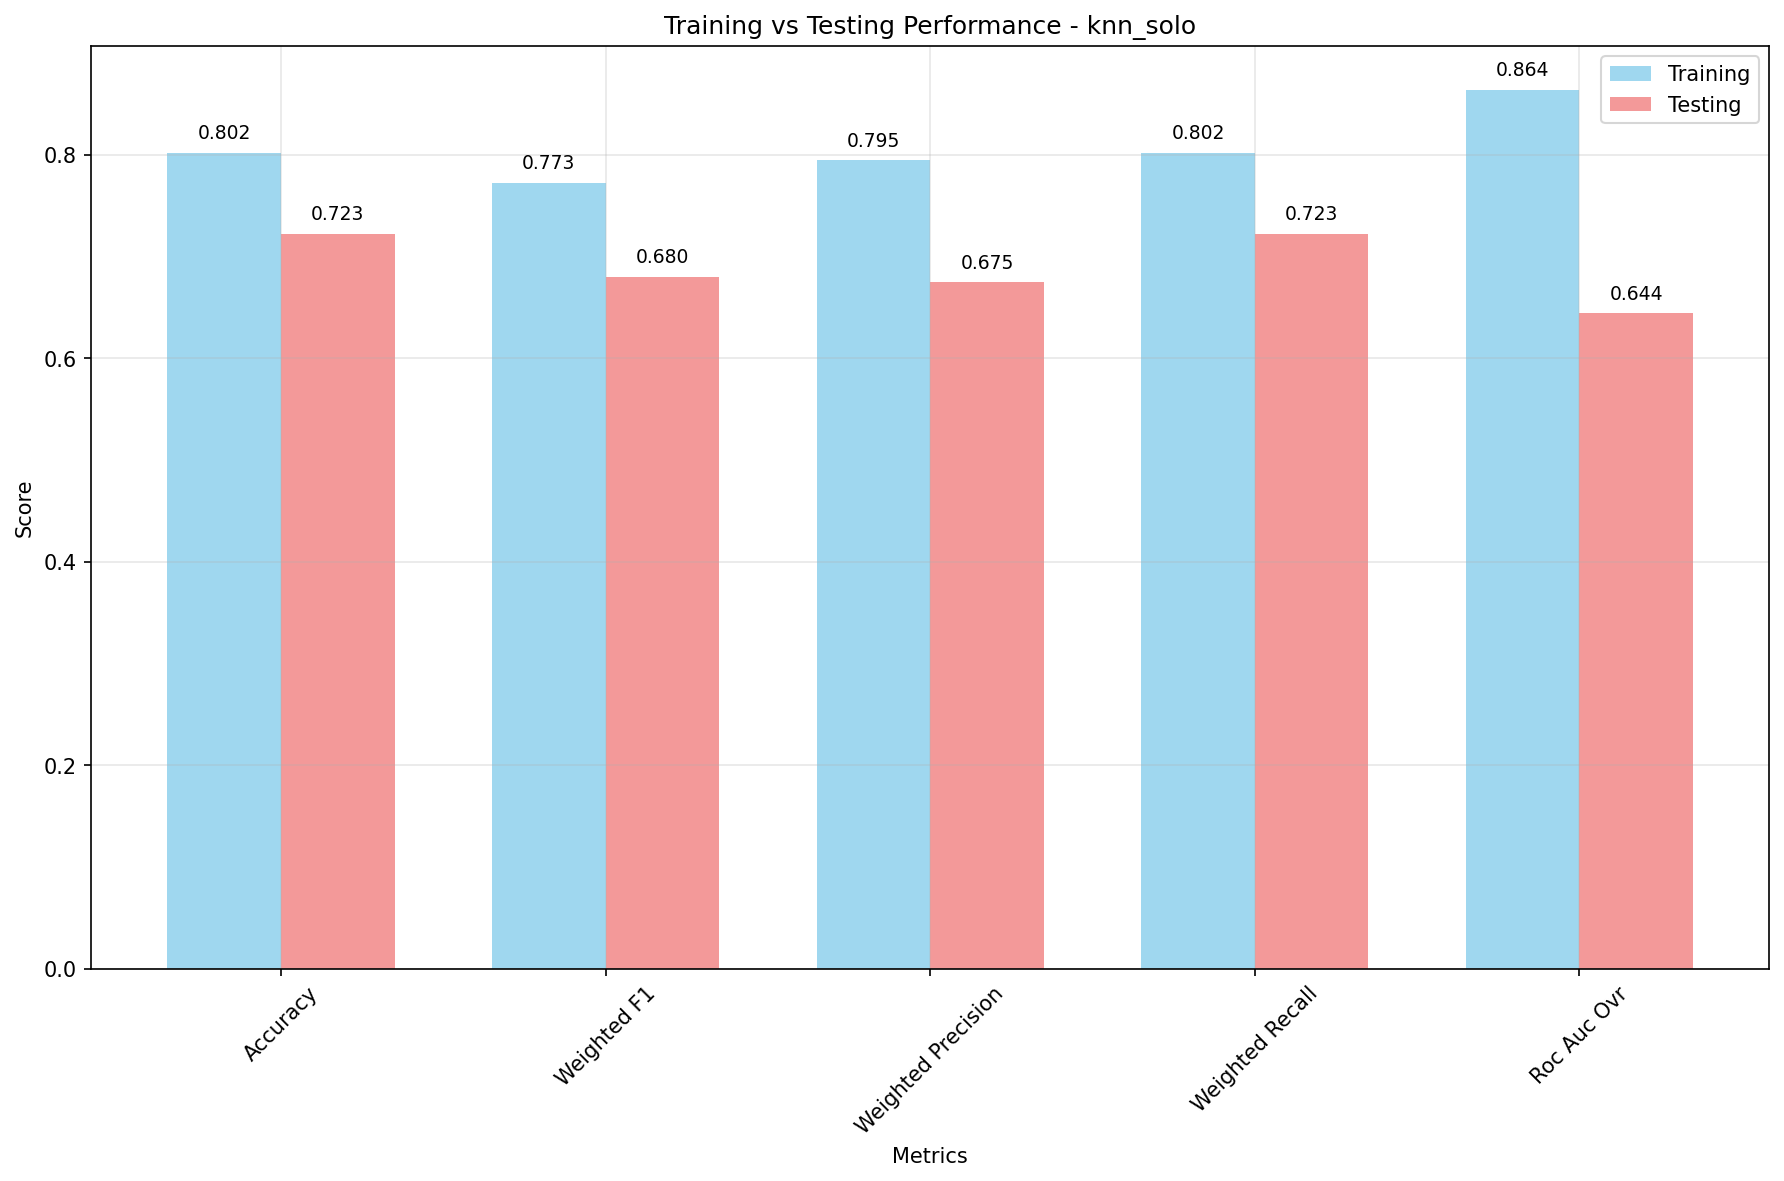 Training vs Testing Performance - knn_solo
Training
Testing
0.864
0.802
0.723
0.773
0.680
0.795
0.675
0.802
0.723
0.644
Score
0.8
0.6
0.4
0.2
0.0
Accuracy
Weighted F1
Weighted Precision
Weighted Recall
Roc Auc Ovr
Metrics